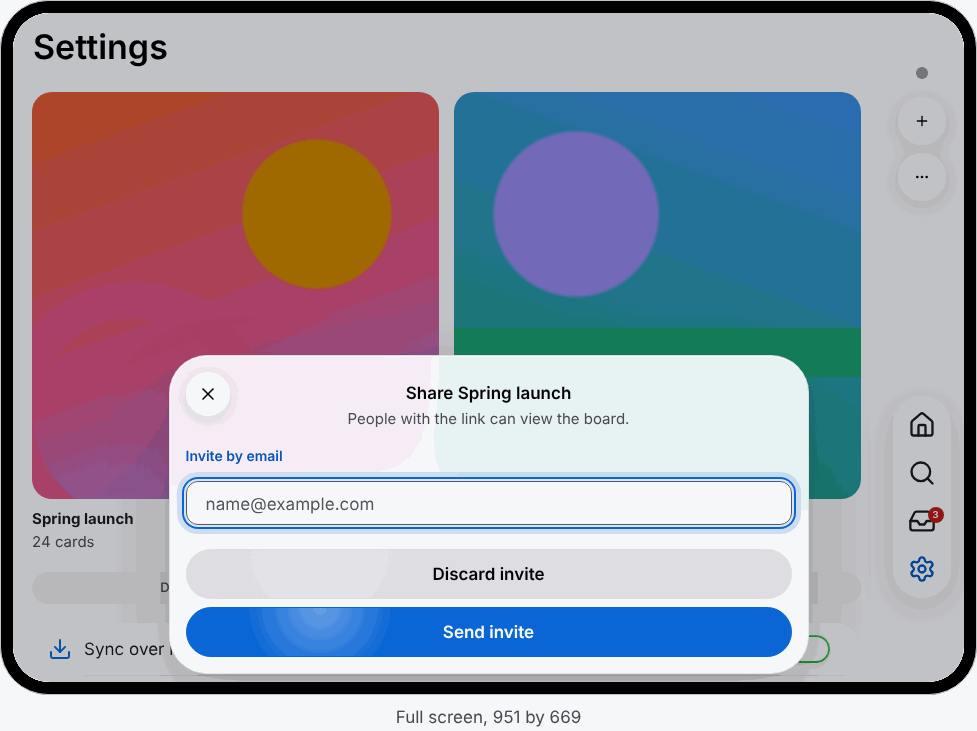 Settings
Share Spring launch
People with the link can view the board.
Invite by email
name@example.com
Discard invite
Send invite
Spring launch
24 cards
Sync over
3
Full screen, 951 by 669